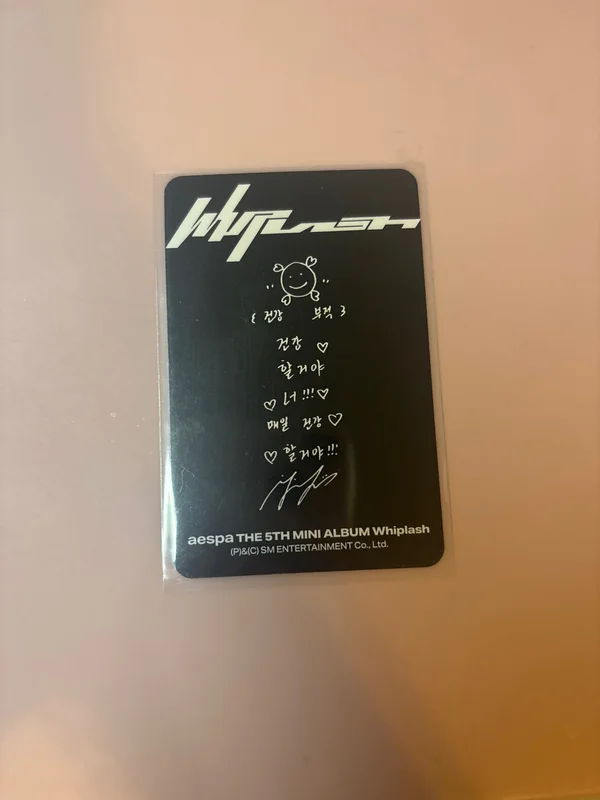 Whiplash
{ 건강 부적 }
건강 ♡
할거야
♡ 너!!! ♡
매일 건강 ♡
♡ 할거야!!!
aespa THE 5TH MINI ALBUM Whiplash
(P)&(C) SM ENTERTAINMENT Co., Ltd.